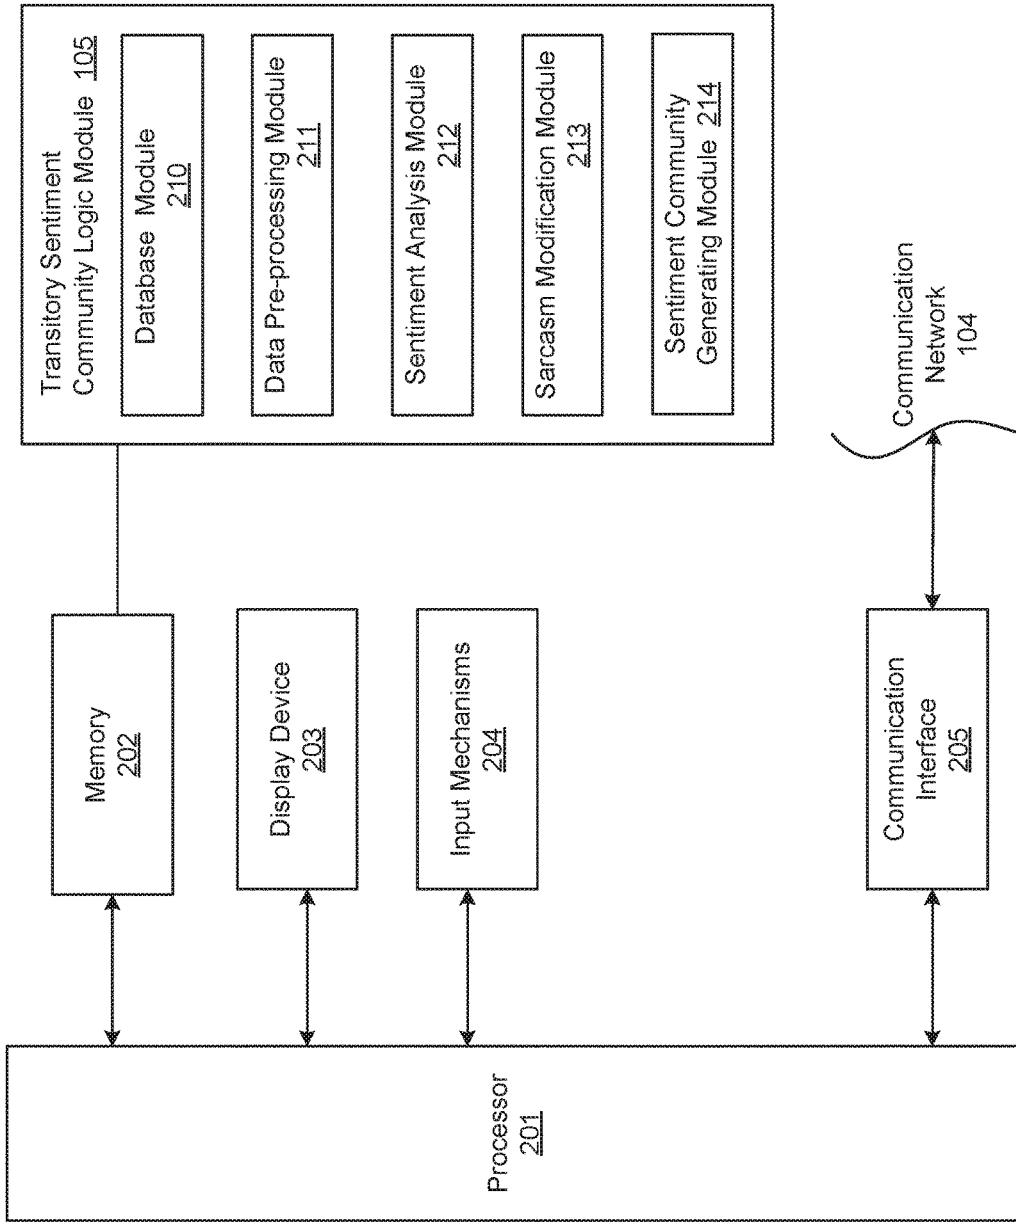 Processor
201
Memory
202
Display Device
203
Input Mechanisms
204
Communication
Interface
205
Transitory Sentiment
Community Logic Module 105
Database Module
210
Data Pre-processing Module
211
Sentiment Analysis Module
212
Sarcasm Modification Module
213
Sentiment Community
Generating Module 214
Communication
Network
104